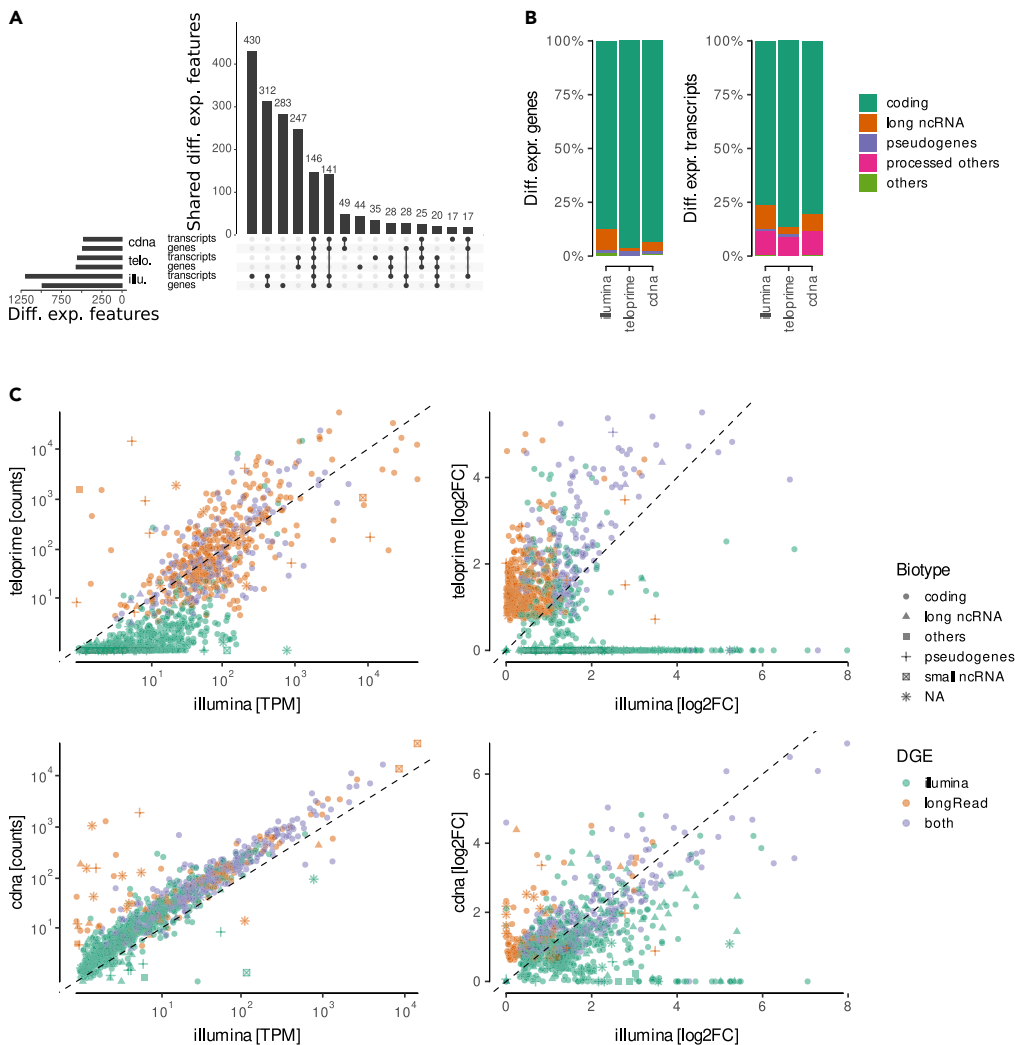 A
Shared diff. exp. features
400
300
200
100
0
430
312
283
247
146
141
49
44
35
28
28
25
20
17
17
cdna
transcripts
genes
telo.
transcripts
genes
illu.
transcripts
genes
1250
750
250
0
Diff. exp. features
B
Diff. expr. genes
100%
75%
50%
25%
0%
illumina
teloprime
cdna
Diff. expr. transcripts
100%
75%
50%
25%
0%
illumina
teloprime
cdna
coding
long ncRNA
pseudogenes
processed others
others
C
teloprime [counts]
10^4
10^3
10^2
10^1
10^1
10^2
10^3
10^4
illumina [TPM]
teloprime [log2FC]
4
2
0
0
2
4
6
8
illumina [log2FC]
cdna [counts]
10^4
10^3
10^2
10^1
10^1
10^2
10^3
10^4
illumina [TPM]
cdna [log2FC]
6
4
2
0
0
2
4
6
8
illumina [log2FC]
Biotype
coding
long ncRNA
others
pseudogenes
small ncRNA
NA
DGE
illumina
longRead
both